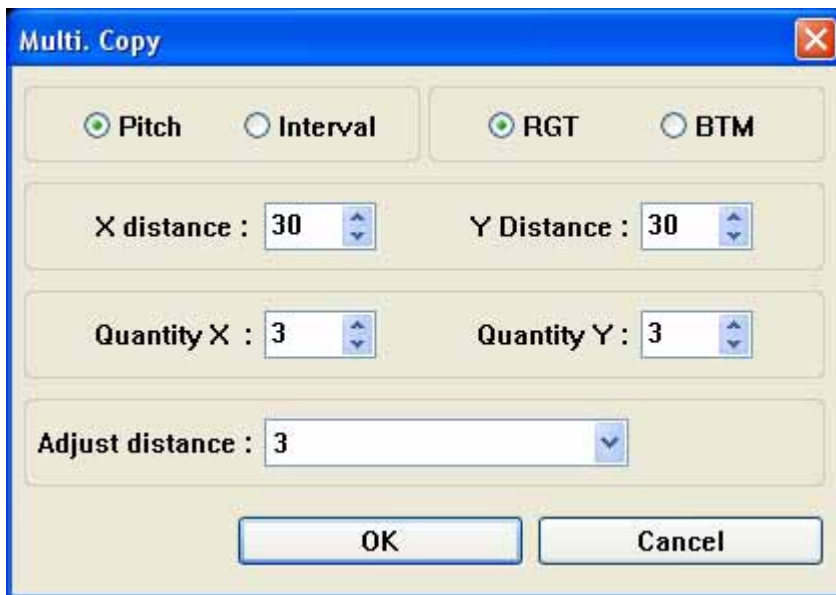 Multi. Copy
Pitch Interval RGT BTM
X distance : 30 Y Distance : 30
Quantity X : 3 Quantity Y : 3
Adjust distance : 3
OK Cancel